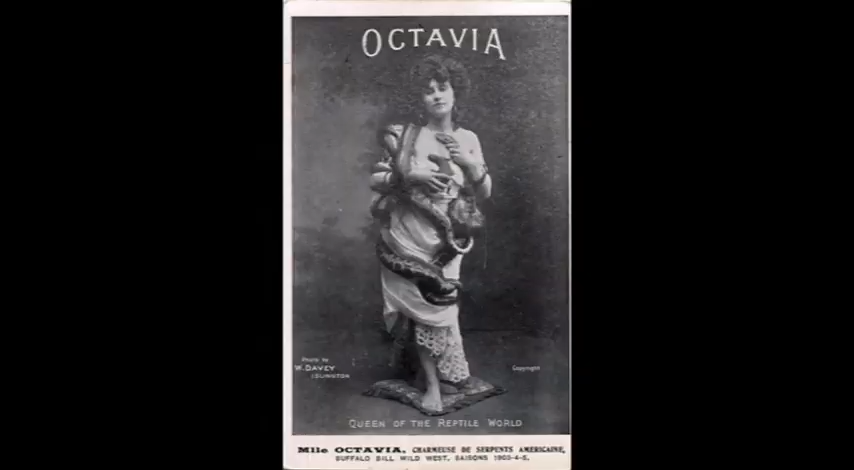 OCTAVIA
Photo by
W. DAVEY
ISLINGTON
Copyright
QUEEN OF THE REPTILE WORLD
Mlle OCTAVIA, CHARMEUSE DE SERPENTS AMERICAINE,
BUFFALO BILL WILD WEST, SAISONS 1903-4-5.